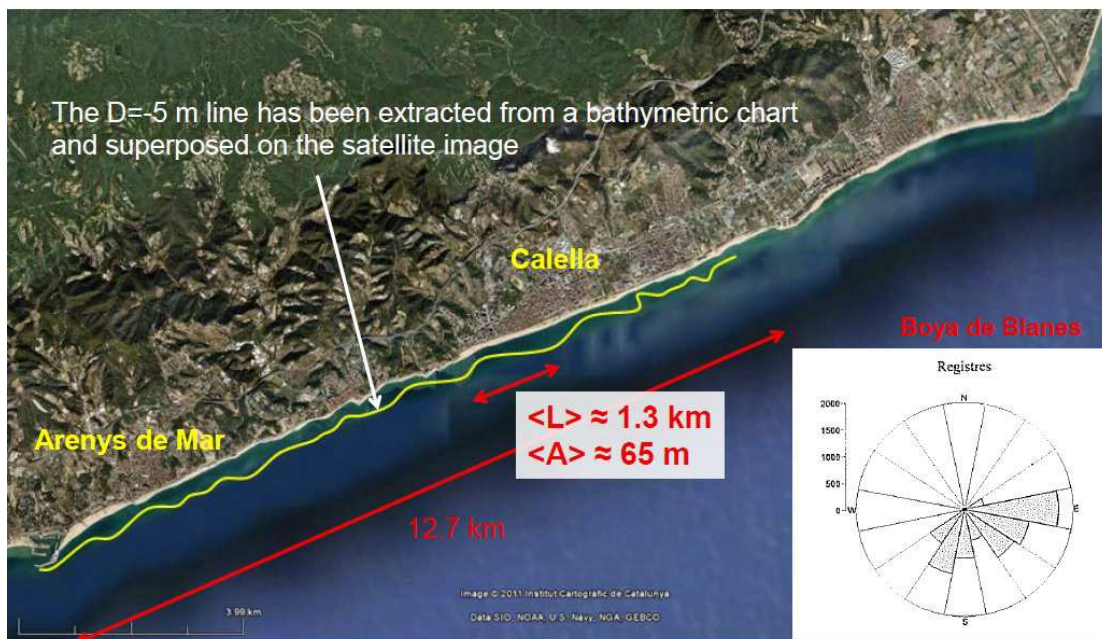 The D=-5 m line has been extracted from a bathymetric chart
and superposed on the satellite image
Calella
Boya de Blanes
Arenys de Mar
<L> ≈ 1.3 km
<A> ≈ 65 m
12.7 km
3.99 km
Image © 2011 Institut Cartogràfic de Catalunya
Data SIO, NOAA, U.S. Navy, NGA, GEBCO
Registres
2000
1500
1000
500
0
N
W
E
S